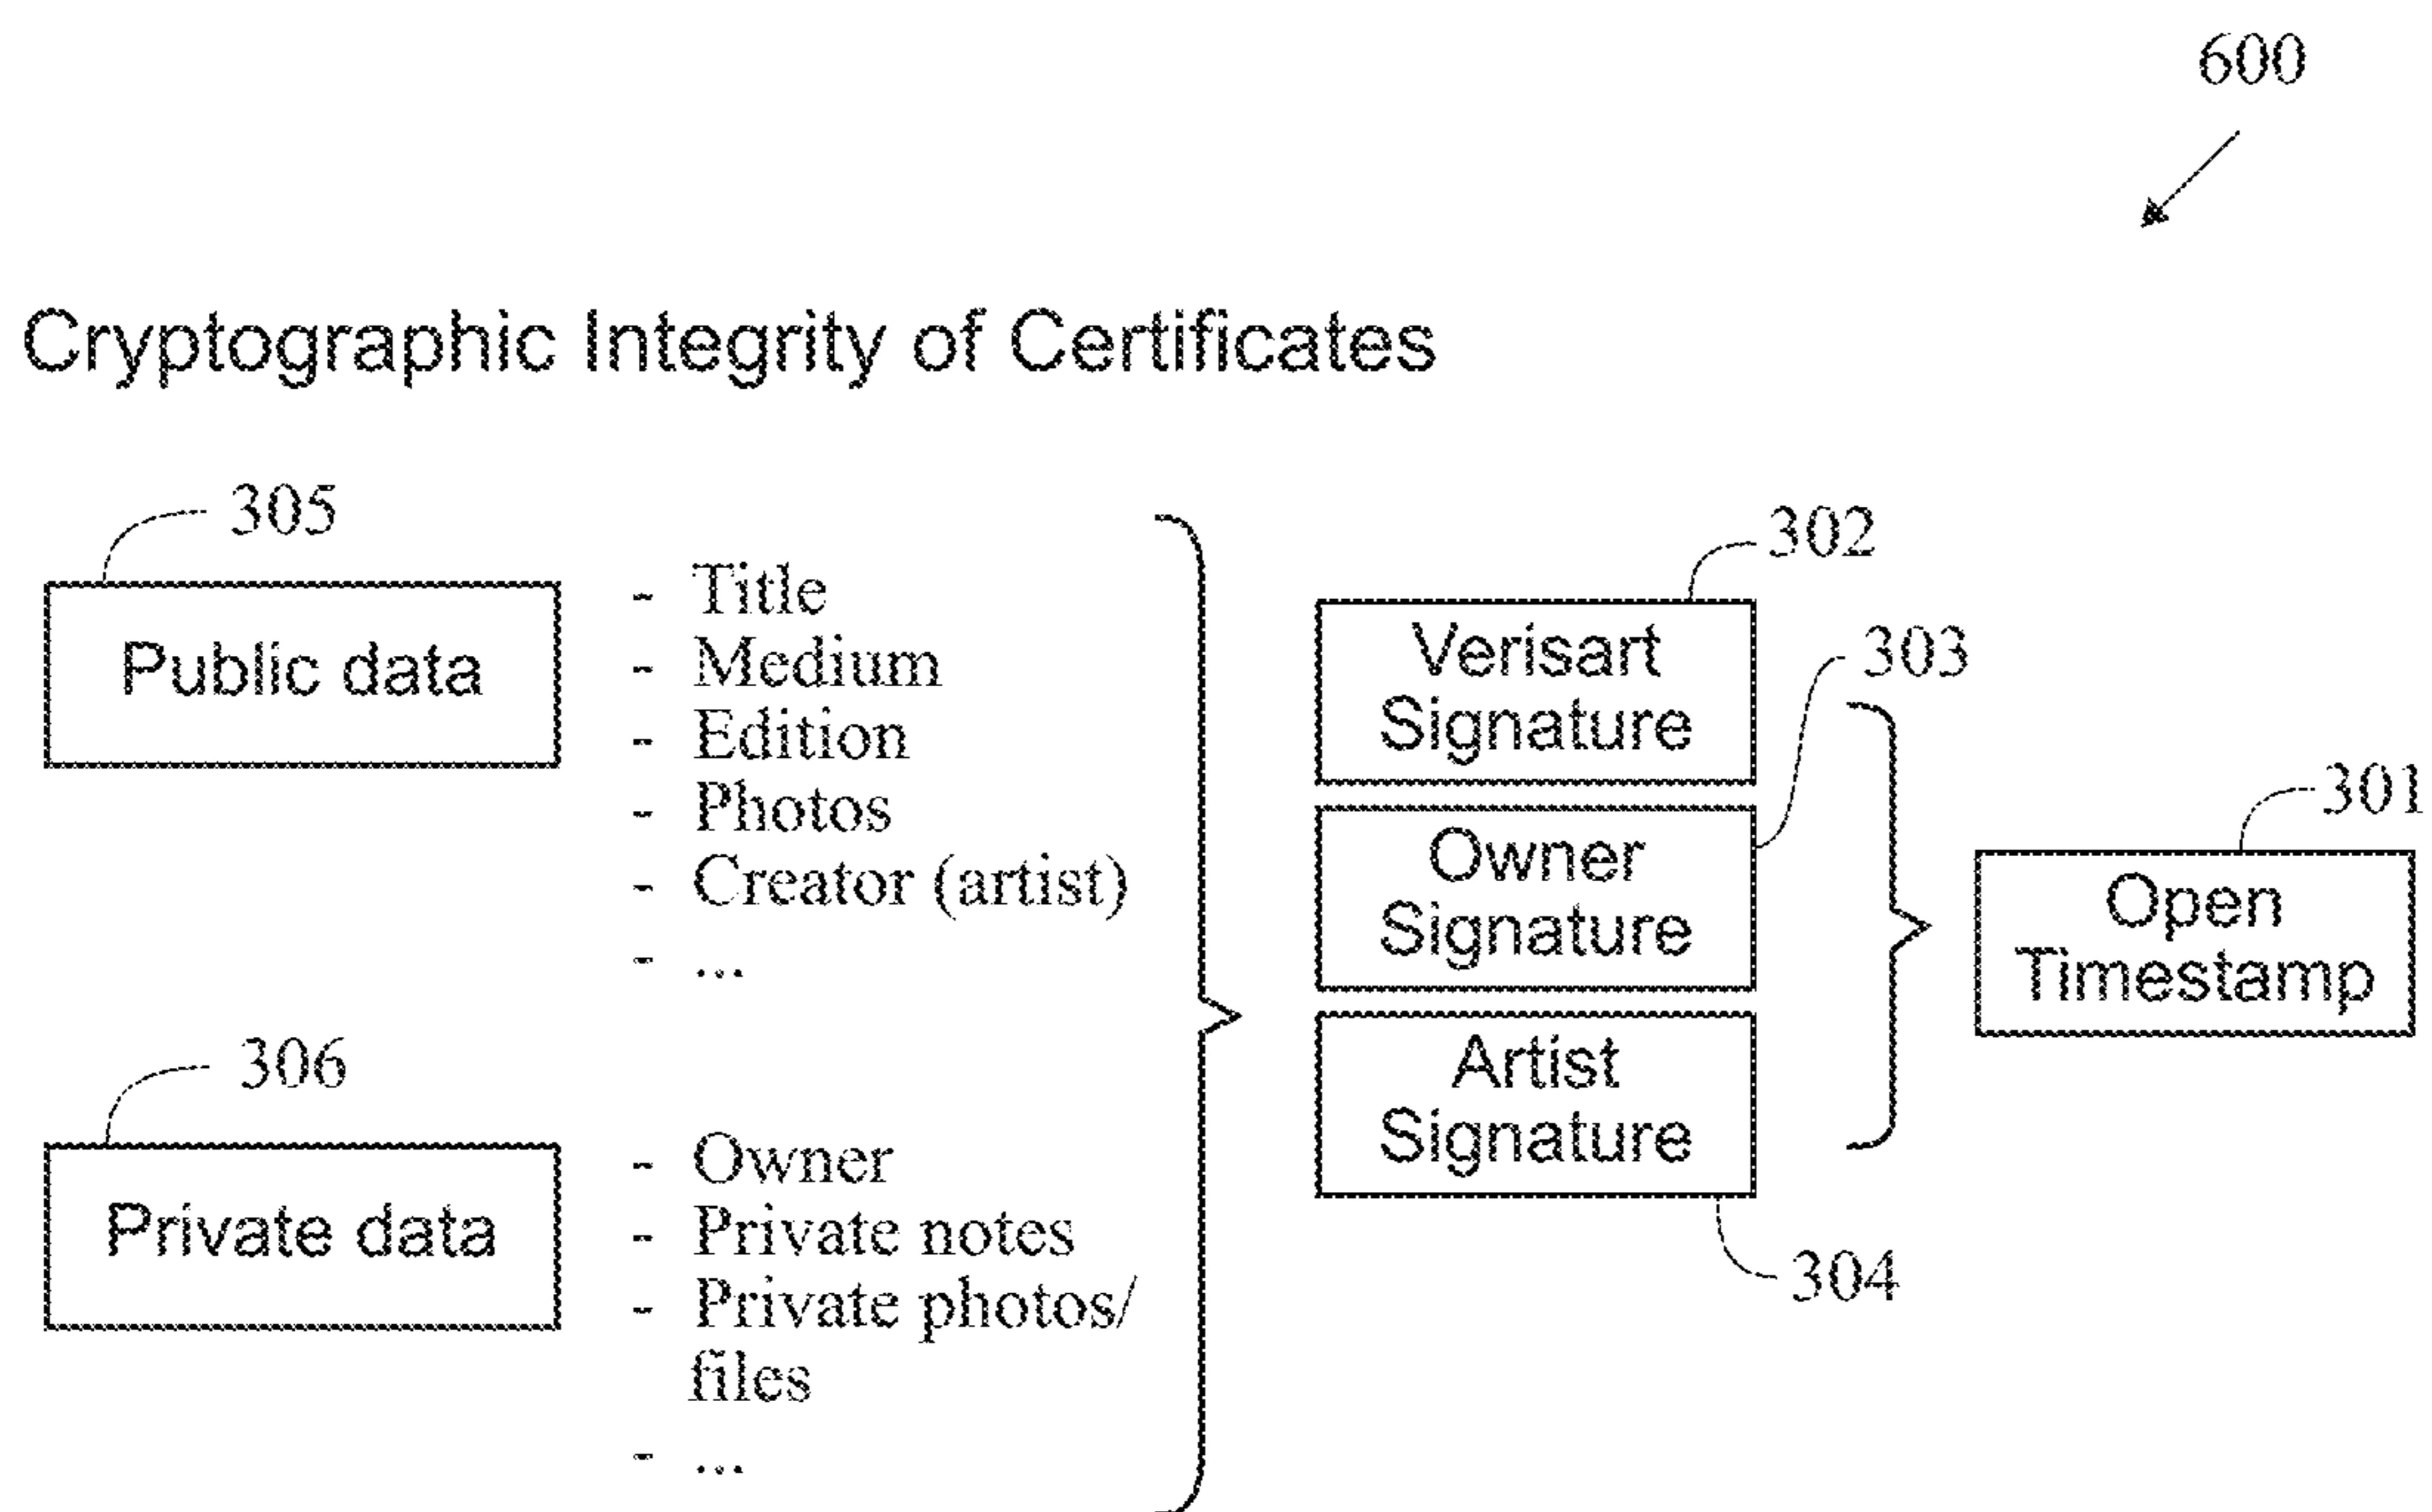 600
Cryptographic Integrity of Certificates
305
Public data
- Title
- Medium
- Edition
- Photos
- Creator (artist)
- ...
306
Private data
- Owner
- Private notes
- Private photos/
files
- ...
302
Verisart
Signature
303
Owner
Signature
Artist
Signature
304
301
Open
Timestamp